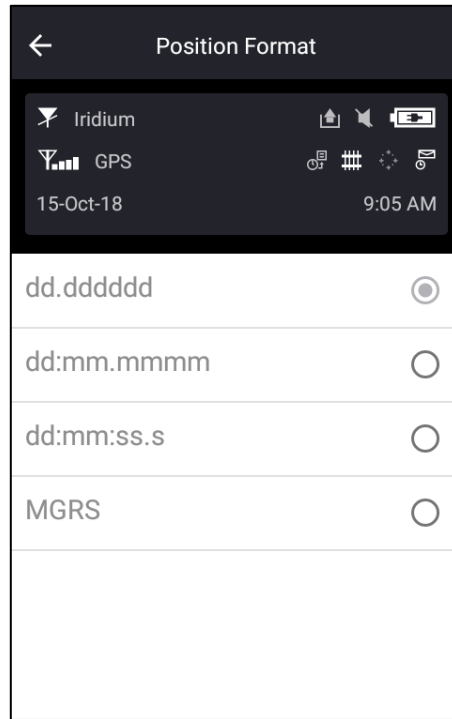 Position Format
Iridium
GPS
15-Oct-18 9:05 AM
dd.dddddd
dd:mm.mmmm
dd:mm:ss.s
MGRS